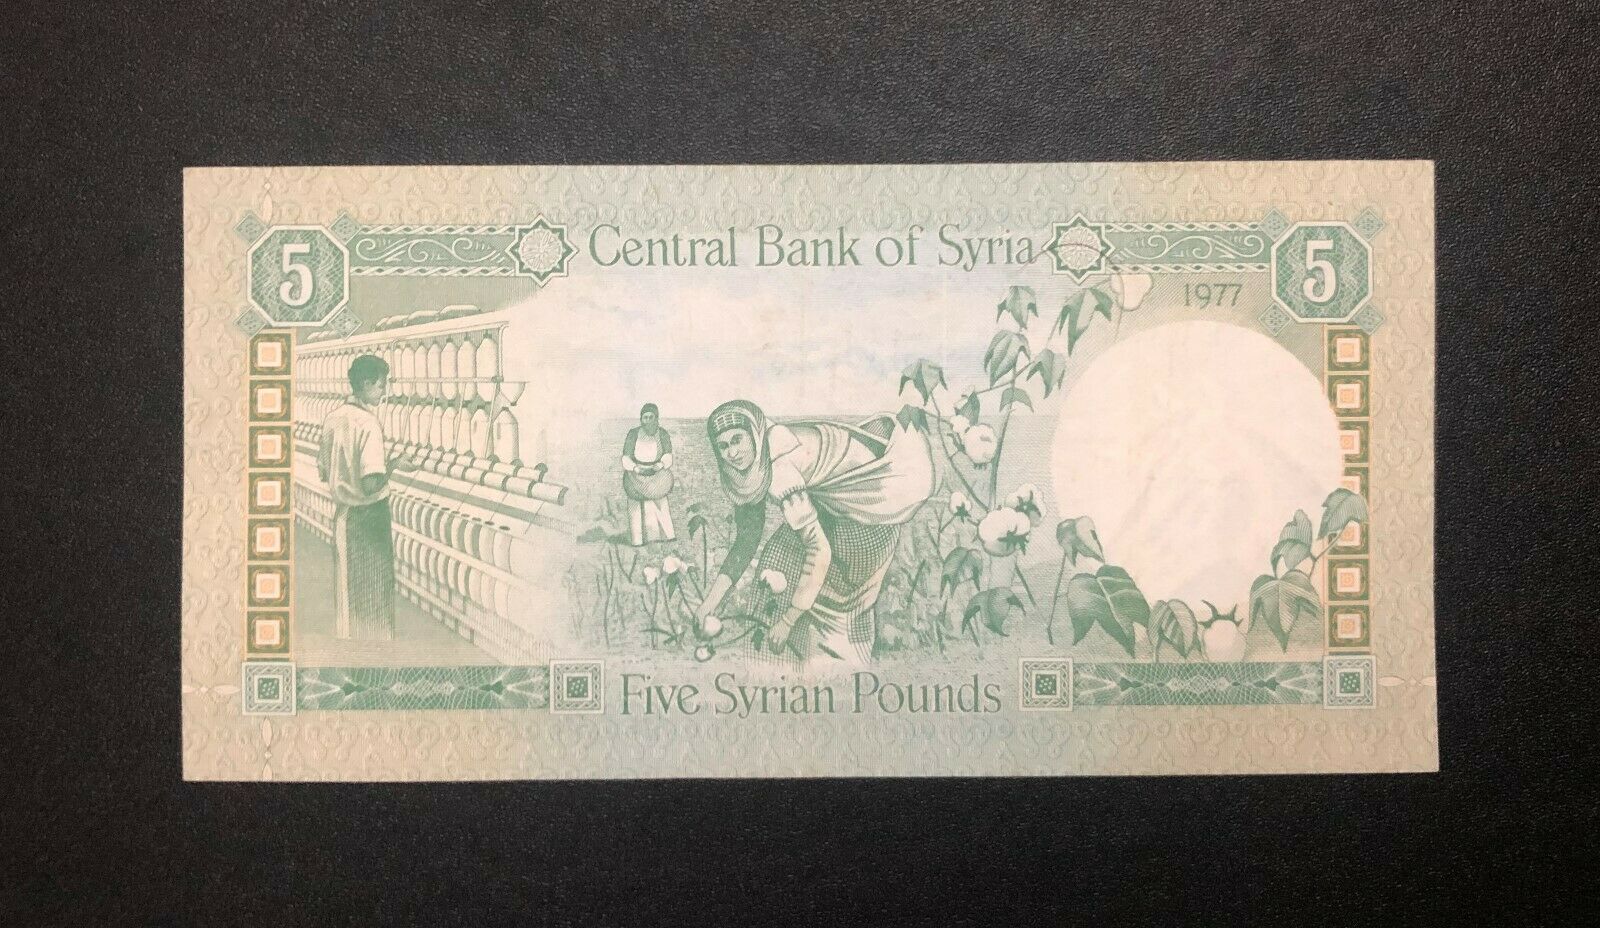 5 Central Bank of Syria 5
1977
Five Syrian Pounds